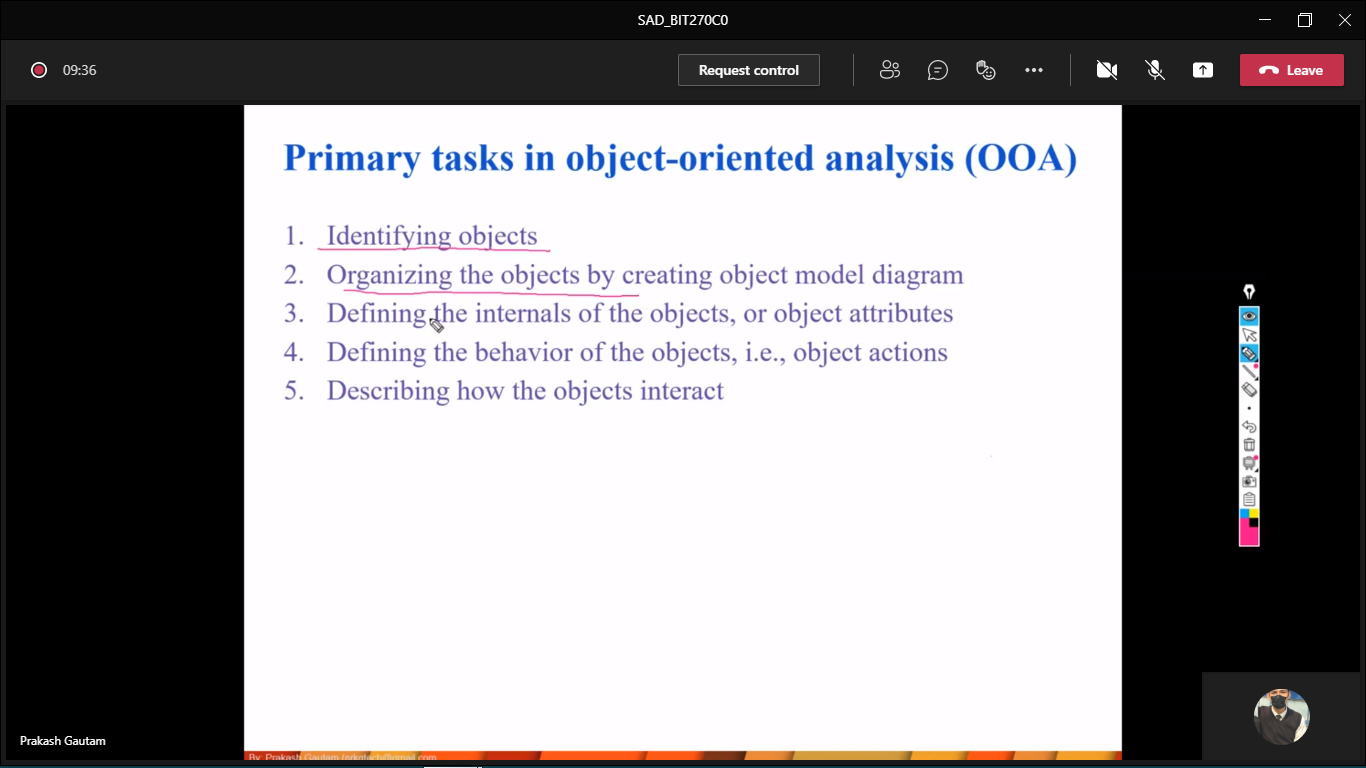 SAD_BIT270C0
09:36
Request control
Leave
Primary tasks in object-oriented analysis (OOA)
1. Identifying objects
2. Organizing the objects by creating object model diagram
3. Defining the internals of the objects, or object attributes
4. Defining the behavior of the objects, i.e., object actions
5. Describing how the objects interact
Prakash Gautam
By: Prakash Gautam